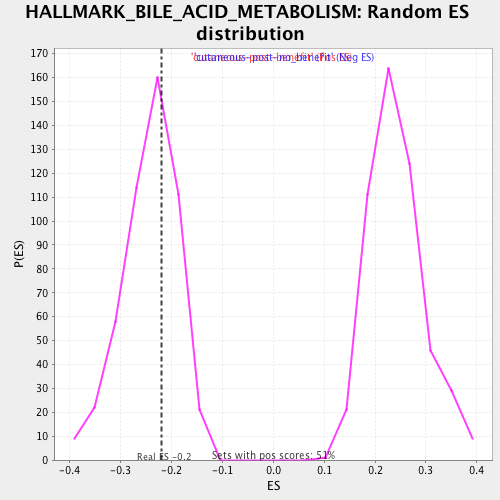 HALLMARK_BILE_ACID_METABOLISM: Random ES
distribution
170
160
150
140
130
120
110
100
90
80
70
60
50
40
30
20
10
0
P(ES)
Real ES -0.2
Sets with pos scores: 51%
-0.4 -0.3 -0.2 -0.1 0.0 0.1 0.2 0.3 0.4
ES